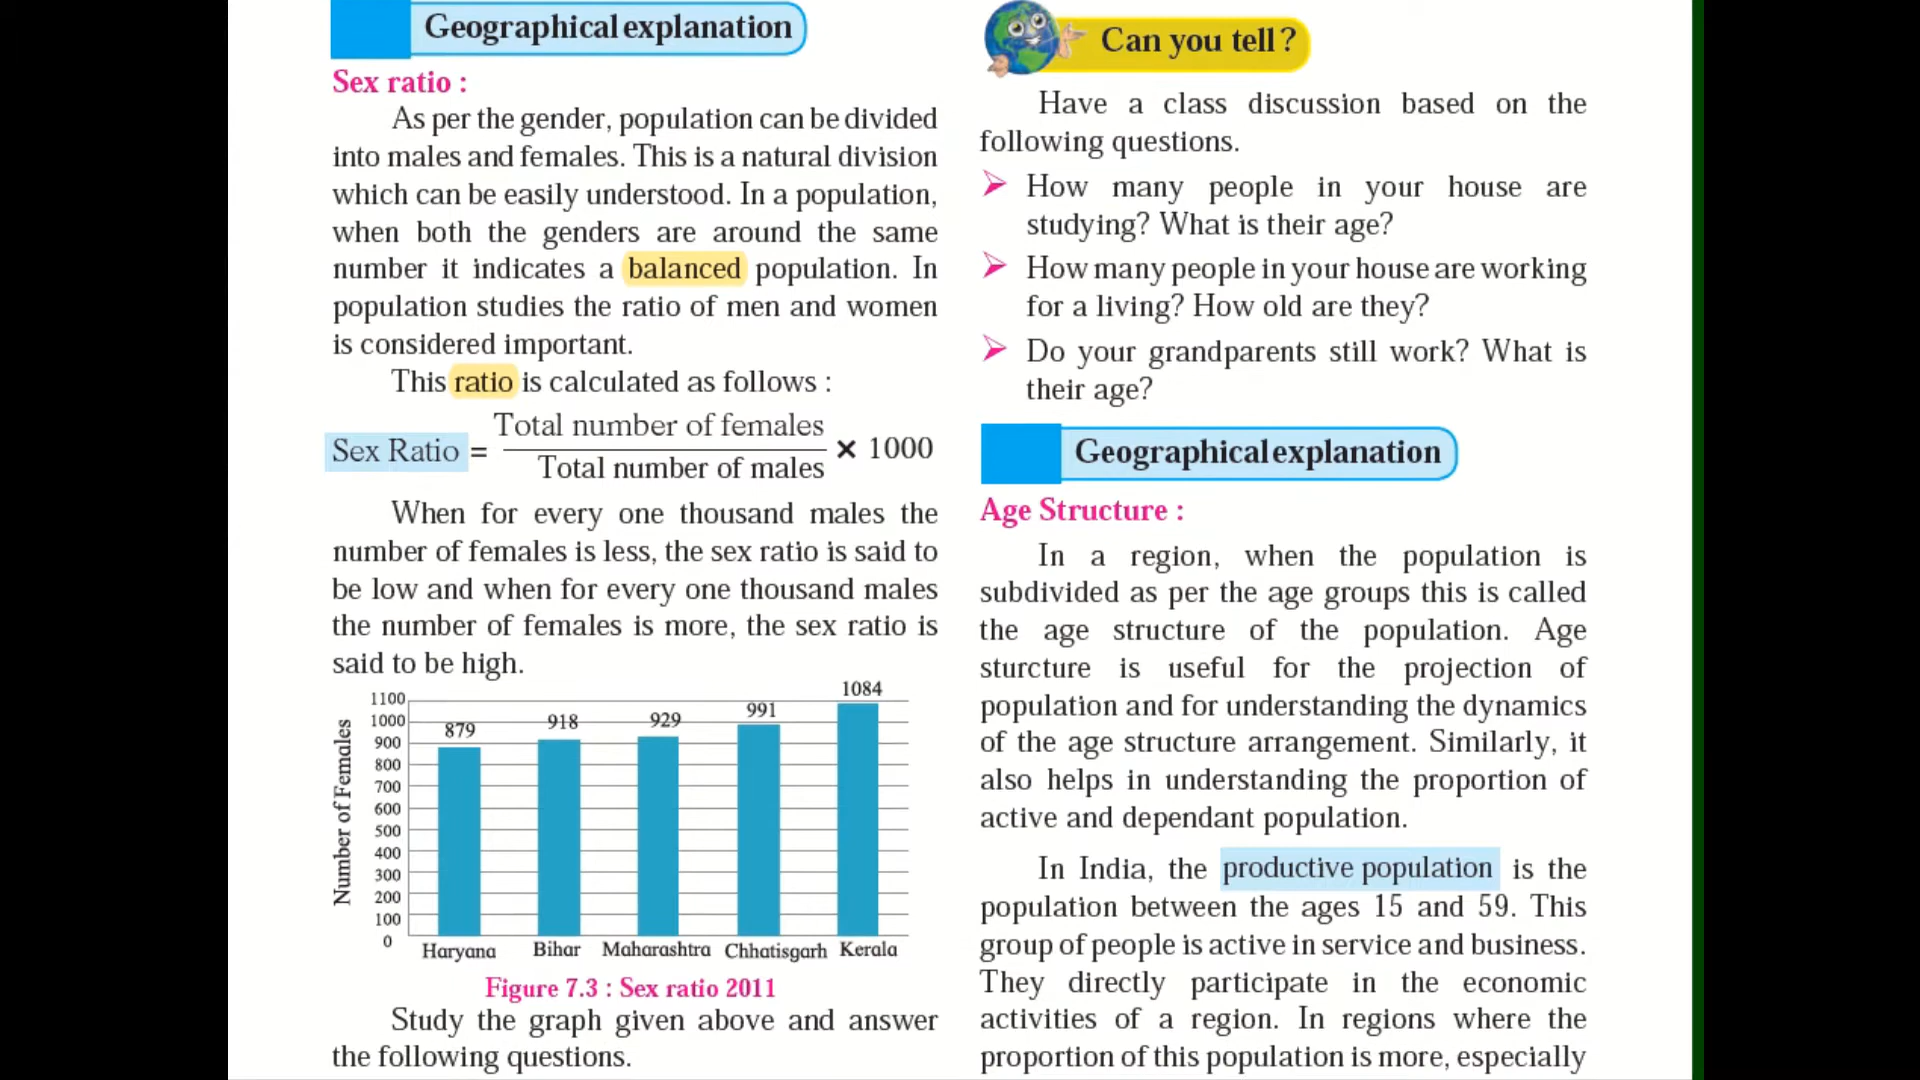 Geographical explanation
Sex ratio :
As per the gender, population can be divided
into males and females. This is a natural division
which can be easily understood. In a population,
when both the genders are around the same
number it indicates a balanced population. In
population studies the ratio of men and women
is considered important.
This ratio is calculated as follows :
Sex Ratio = Total number of females / Total number of males × 1000
When for every one thousand males the
number of females is less, the sex ratio is said to
be low and when for every one thousand males
the number of females is more, the sex ratio is
said to be high.
Number of Females
1100
1000
900
800
700
600
500
400
300
200
100
0
879
918
929
991
1084
Haryana Bihar Maharashtra Chhatisgarh Kerala
Figure 7.3 : Sex ratio 2011
Study the graph given above and answer
the following questions.
Can you tell ?
Have a class discussion based on the
following questions.
➢ How many people in your house are
studying? What is their age?
➢ How many people in your house are working
for a living? How old are they?
➢ Do your grandparents still work? What is
their age?
Geographical explanation
Age Structure :
In a region, when the population is
subdivided as per the age groups this is called
the age structure of the population. Age
sturcture is useful for the projection of
population and for understanding the dynamics
of the age structure arrangement. Similarly, it
also helps in understanding the proportion of
active and dependant population.
In India, the productive population is the
population between the ages 15 and 59. This
group of people is active in service and business.
They directly participate in the economic
activities of a region. In regions where the
proportion of this population is more, especially